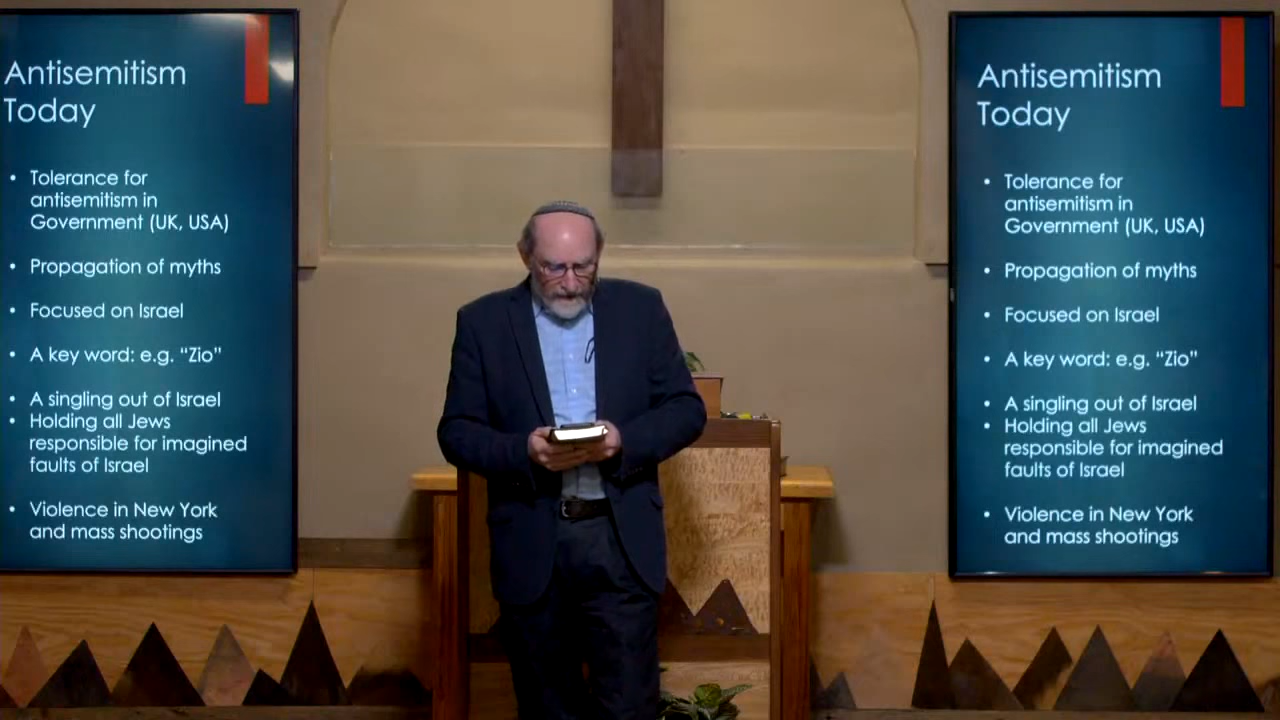 Antisemitism
Today
• Tolerance for
antisemitism in
Government (UK, USA)
• Propagation of myths
• Focused on Israel
• A key word: e.g. “Zio”
• A singling out of Israel
• Holding all Jews
responsible for imagined
faults of Israel
• Violence in New York
and mass shootings
Antisemitism
Today
• Tolerance for
antisemitism in
Government (UK, USA)
• Propagation of myths
• Focused on Israel
• A key word: e.g. “Zio”
• A singling out of Israel
• Holding all Jews
responsible for imagined
faults of Israel
• Violence in New York
and mass shootings